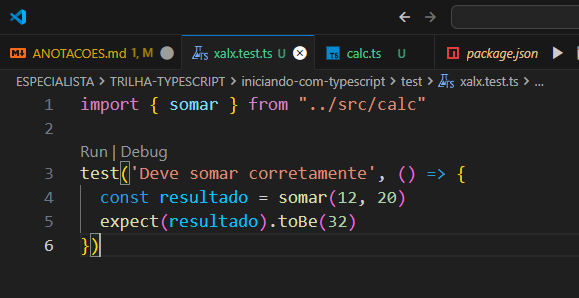 ANOTACOES.md 1, M
xalx.test.ts U
calc.ts U
package.json
ESPECIALISTA > TRILHA-TYPESCRIPT > iniciando-com-typescript > test > xalx.test.ts > ...
1 import { somar } from "../src/calc"
2
Run | Debug
3 test('Deve somar corretamente', () => {
4 const resultado = somar(12, 20)
5 expect(resultado).toBe(32)
6 })